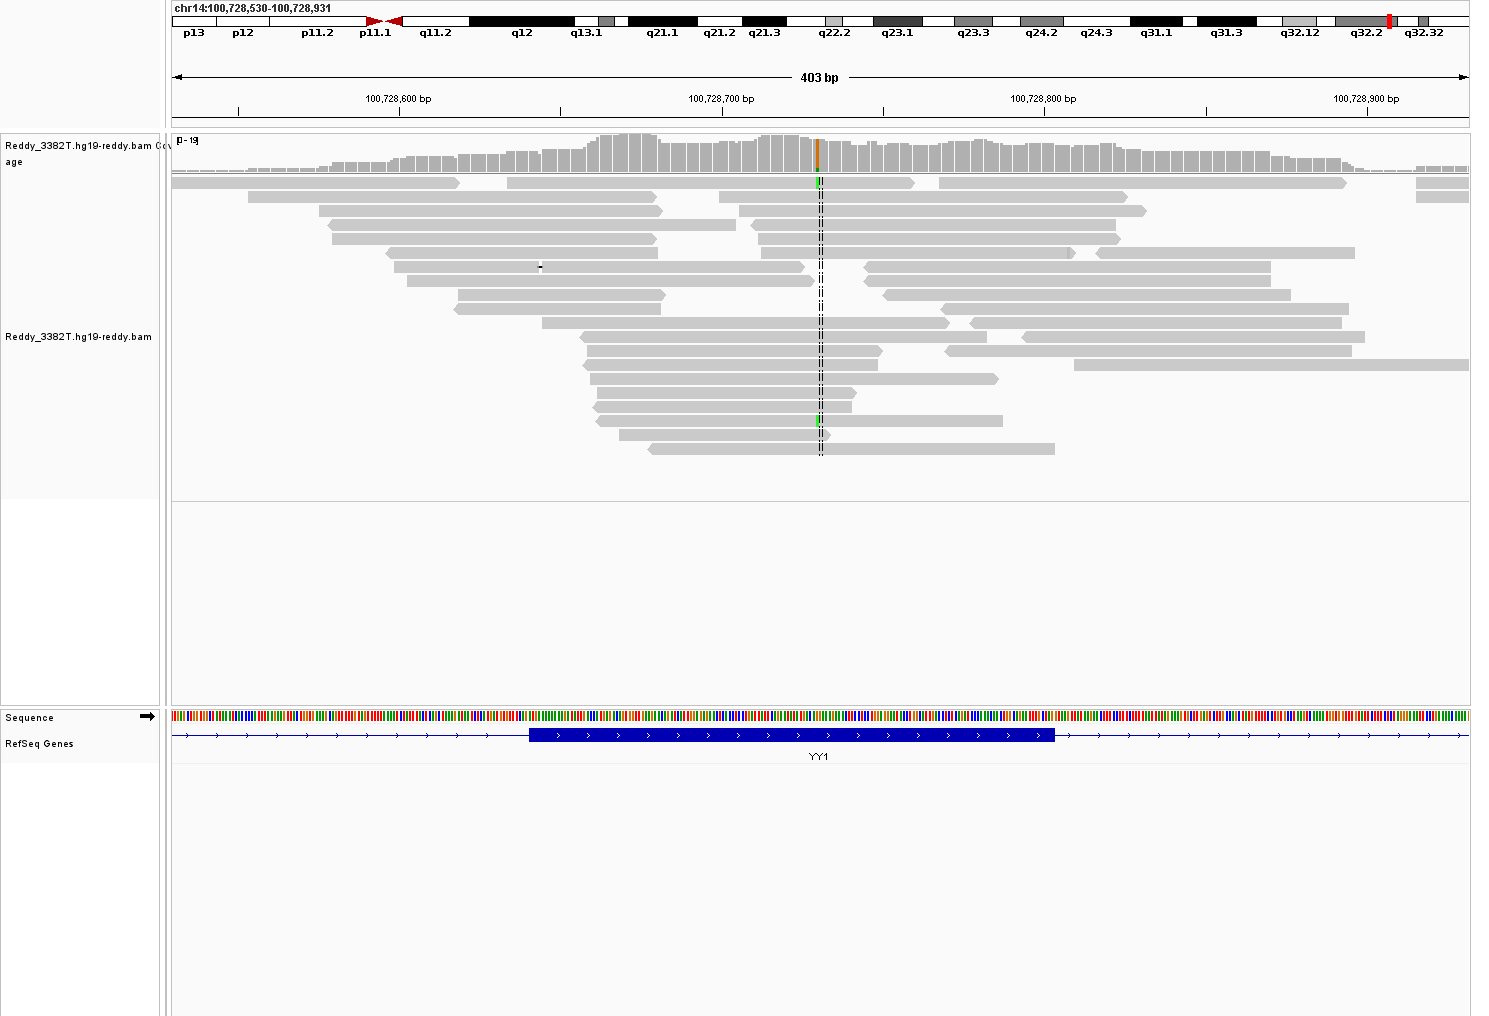 chr14:100,728,530-100,728,931
p13 p12 p11.2 p11.1 q11.2 q12 q13.1 q21.1 q21.2 q21.3 q22.2 q23.1 q23.3 q24.2 q24.3 q31.1 q31.3 q32.12 q32.2 q32.32
403 bp
100,728,600 bp 100,728,700 bp 100,728,800 bp 100,728,900 bp
Reddy_3382T.hg19-reddy.bam Cov
age
[0 - 19]
Reddy_3382T.hg19-reddy.bam
Sequence
RefSeq Genes
YY1